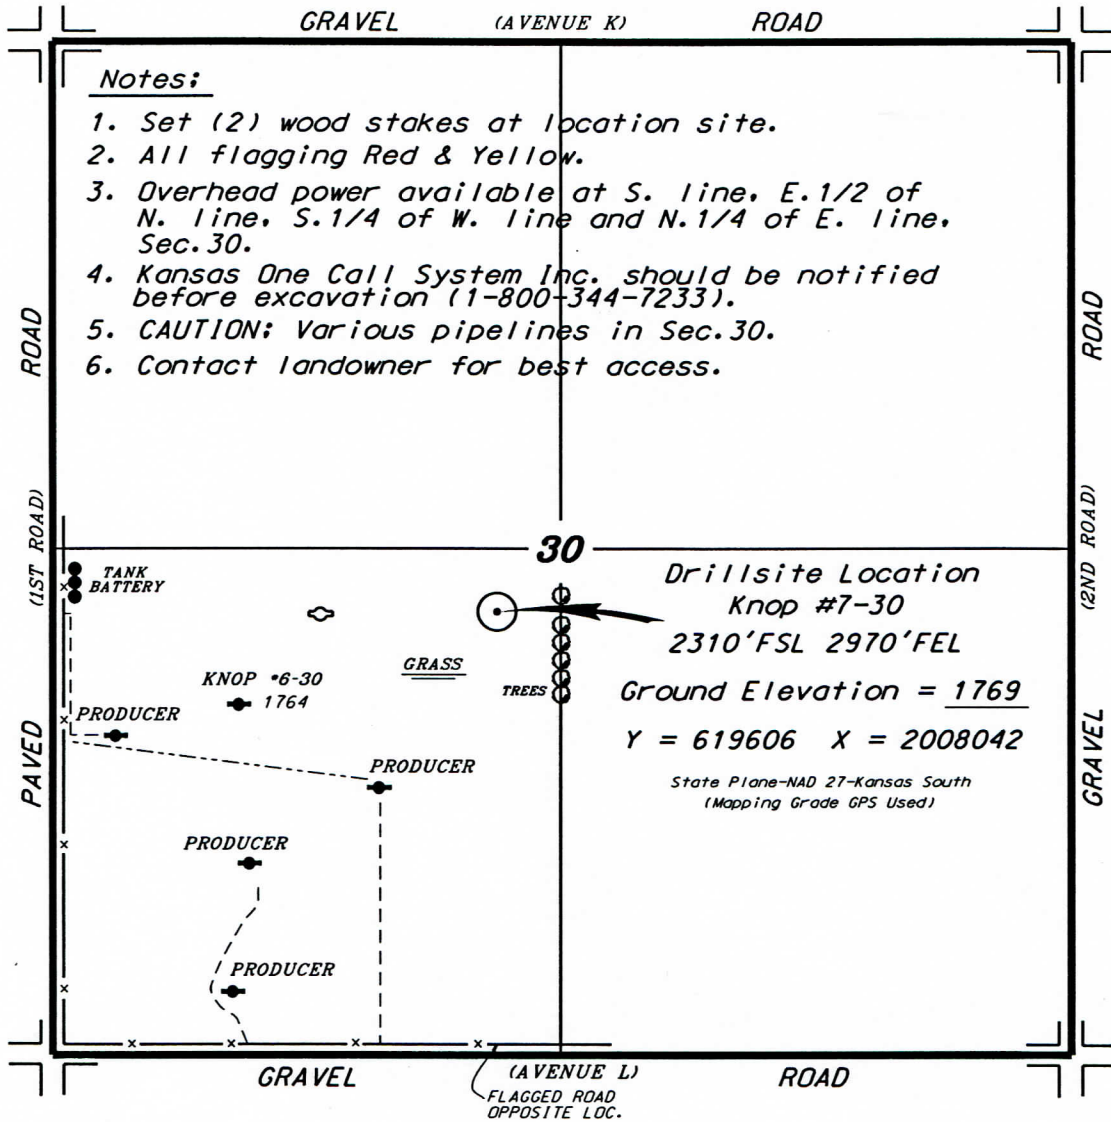 GRAVEL (AVENUE K) ROAD
Notes:
1. Set (2) wood stakes at location site.
2. All flagging Red & Yellow.
3. Overhead power available at S. line, E.1/2 of
N. line, S.1/4 of W. line and N.1/4 of E. line,
Sec.30.
4. Kansas One Call System Inc. should be notified
before excavation (1-800-344-7233).
5. CAUTION: Various pipelines in Sec.30.
6. Contact landowner for best access.
ROAD
(1ST ROAD)
PAVED
ROAD
(2ND ROAD)
GRAVEL
30
TANK
BATTERY
Drillsite Location
Knop #7-30
2310'FSL 2970'FEL
Ground Elevation = 1769
Y = 619606 X = 2008042
State Plane-NAD 27-Kansas South
(Mapping Grade GPS Used)
GRASS
TREES
KNOP #6-30
1764
PRODUCER
PRODUCER
PRODUCER
PRODUCER
GRAVEL (AVENUE L) ROAD
FLAGGED ROAD
OPPOSITE LOC.